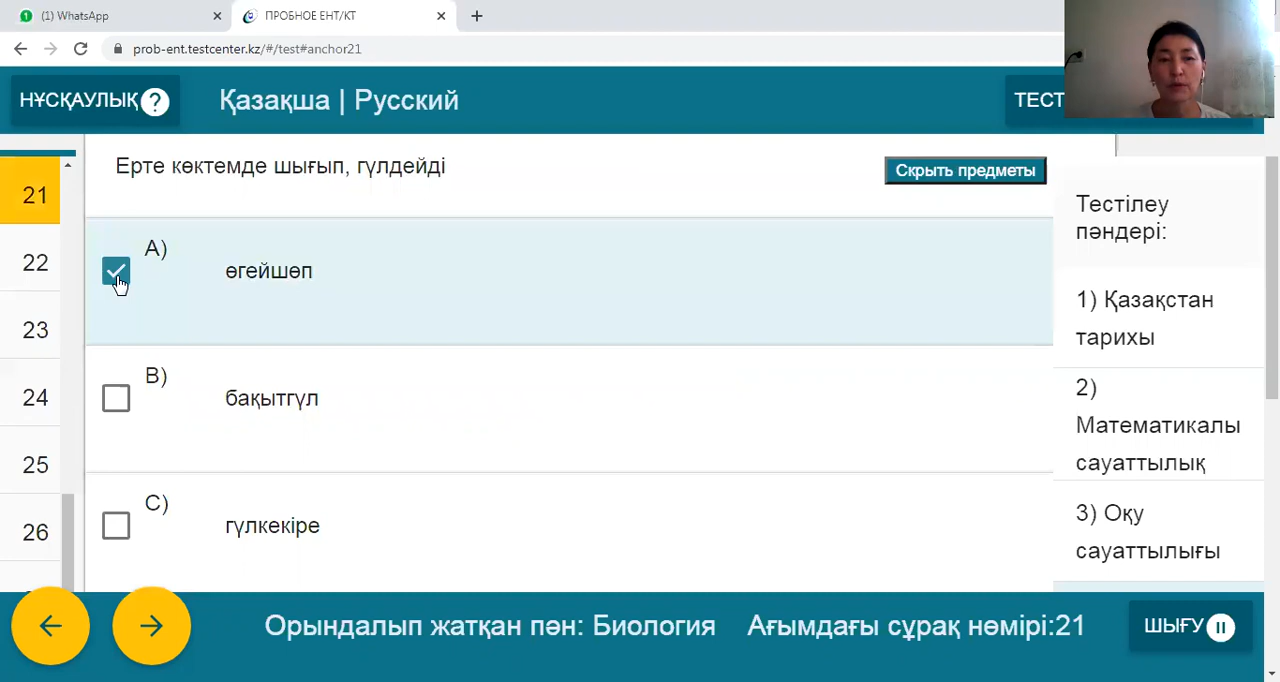 (1) WhatsApp
ПРОБНОЕ ЕНТ/КТ
prob-ent.testcenter.kz/#/test#anchor21
НҰСҚАУЛЫҚ ?
Қазақша | Русский
ТЕСТ
Ерте көктемде шығып, гүлдейді
Скрыть предметы
21
22
23
24
25
26
A)
өгейшөп
B)
бақытгүл
C)
гүлкекіре
Тестілеу
пәндері:
1) Қазақстан
тарихы
2)
Математикалы
сауаттылық
3) Оқу
сауаттылығы
Орындалып жатқан пән: Биология
Ағымдағы сұрақ нөмірі:21
ШЫҒУ